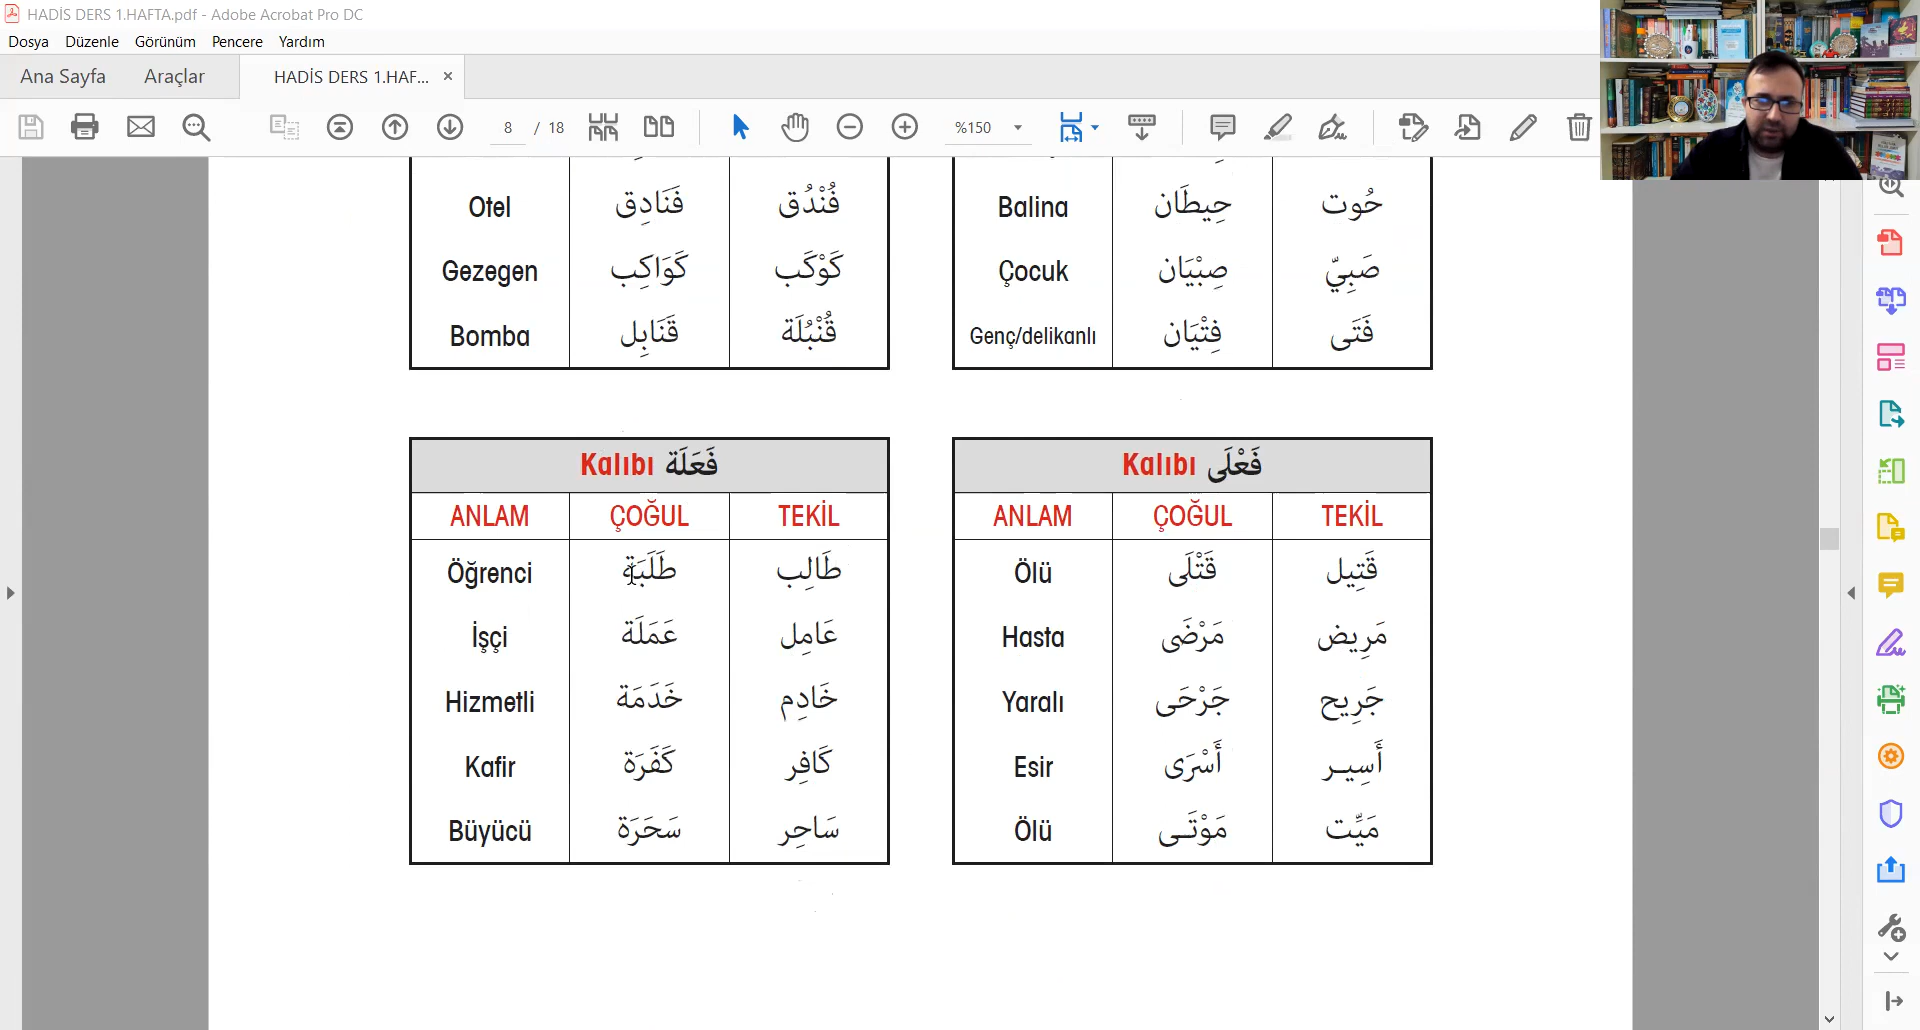 HADİS DERS 1.HAFTA.pdf - Adobe Acrobat Pro DC
Dosya Düzenle Görünüm Pencere Yardım
Ana Sayfa Araçlar HADİS DERS 1.HAF... ×
8 / 18 %150
Otel فَنَادِق فُنْدُق
Gezegen كَوَاكِب كَوْكَب
Bomba قَنَابِل قُنْبُلَة
Balina حِيطَان حُوت
Çocuk صِبْيَان صَبِيّ
Genç/delikanlı فِتْيَان فَتَى
Kalıbı فَعَلَة
ANLAM ÇOĞUL TEKİL
Öğrenci طَلَبَة طَالِب
İşçi عَمَلَة عَامِل
Hizmetli خَدَمَة خَادِم
Kafir كَفَرَة كَافِر
Büyücü سَحَرَة سَاحِر
Kalıbı فَعْلَى
ANLAM ÇOĞUL TEKİL
Ölü قَتْلَى قَتِيل
Hasta مَرْضَى مَرِيض
Yaralı جَرْحَى جَرِيح
Esir أَسْرَى أَسِيـر
Ölü مَوْتَـى مَيِّت